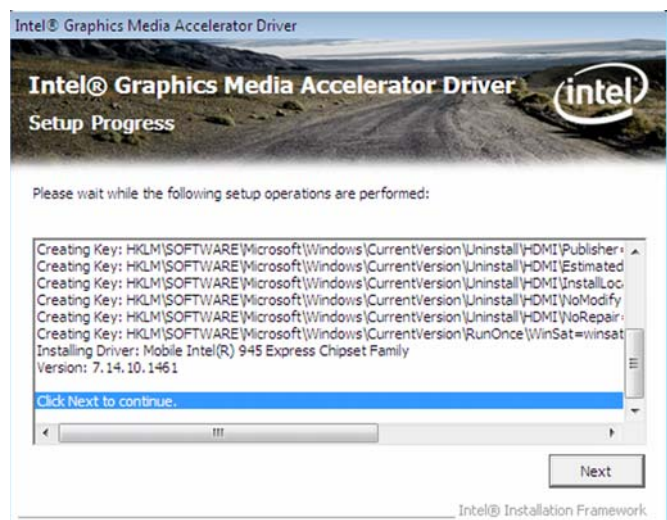 Intel® Graphics Media Accelerator Driver
Intel® Graphics Media Accelerator Driver
intel
Setup Progress
Please wait while the following setup operations are performed:
Creating Key: HKLM\SOFTWARE\Microsoft\Windows\CurrentVersion\Uninstall\HDMI\Publisher=
Creating Key: HKLM\SOFTWARE\Microsoft\Windows\CurrentVersion\Uninstall\HDMI\Estimated
Creating Key: HKLM\SOFTWARE\Microsoft\Windows\CurrentVersion\Uninstall\HDMI\InstallLoc
Creating Key: HKLM\SOFTWARE\Microsoft\Windows\CurrentVersion\Uninstall\HDMI\NoModify
Creating Key: HKLM\SOFTWARE\Microsoft\Windows\CurrentVersion\Uninstall\HDMI\NoRepair=
Creating Key: HKLM\SOFTWARE\Microsoft\Windows\CurrentVersion\RunOnce\WinSat=winsat
Installing Driver: Mobile Intel(R) 945 Express Chipset Family
Version: 7.14.10.1461
Click Next to continue.
Next
Intel® Installation Framework